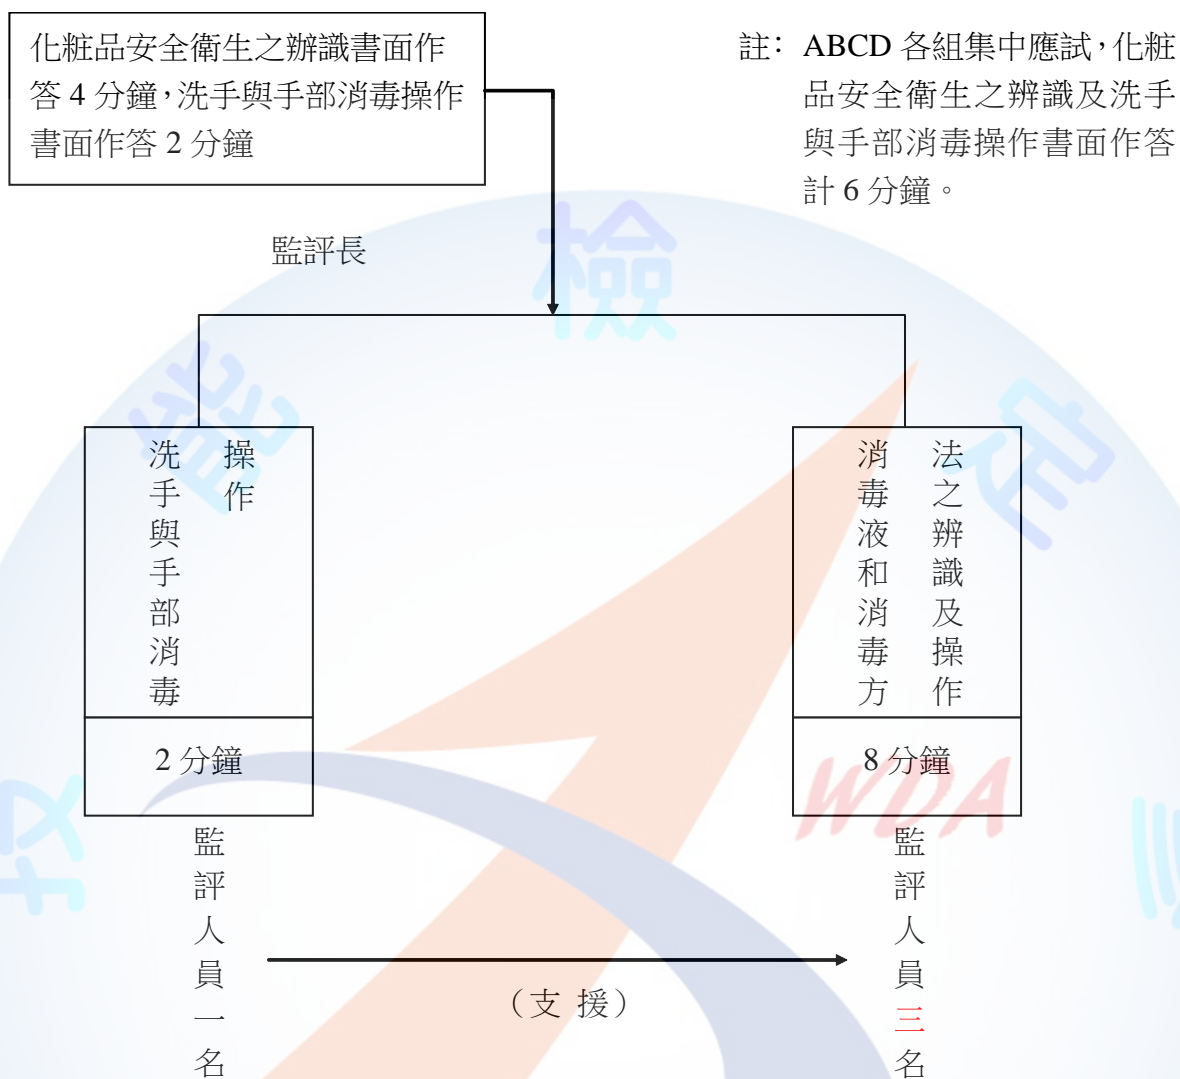 化粧品安全衛生之辦識書面作
答 4 分鐘，洗手與手部消毒操作
書面作答 2 分鐘
註： ABCD 各組集中應試，化粧
品安全衛生之辨識及洗手
與手部消毒操作書面作答
計 6 分鐘。
監評長
洗手與手部消毒
操作
2 分鐘
監評人員一名
消毒液和消毒方
法之辨識及操作
8 分鐘
監評人員三名
（支 援）
技
能
檢
定
WDA